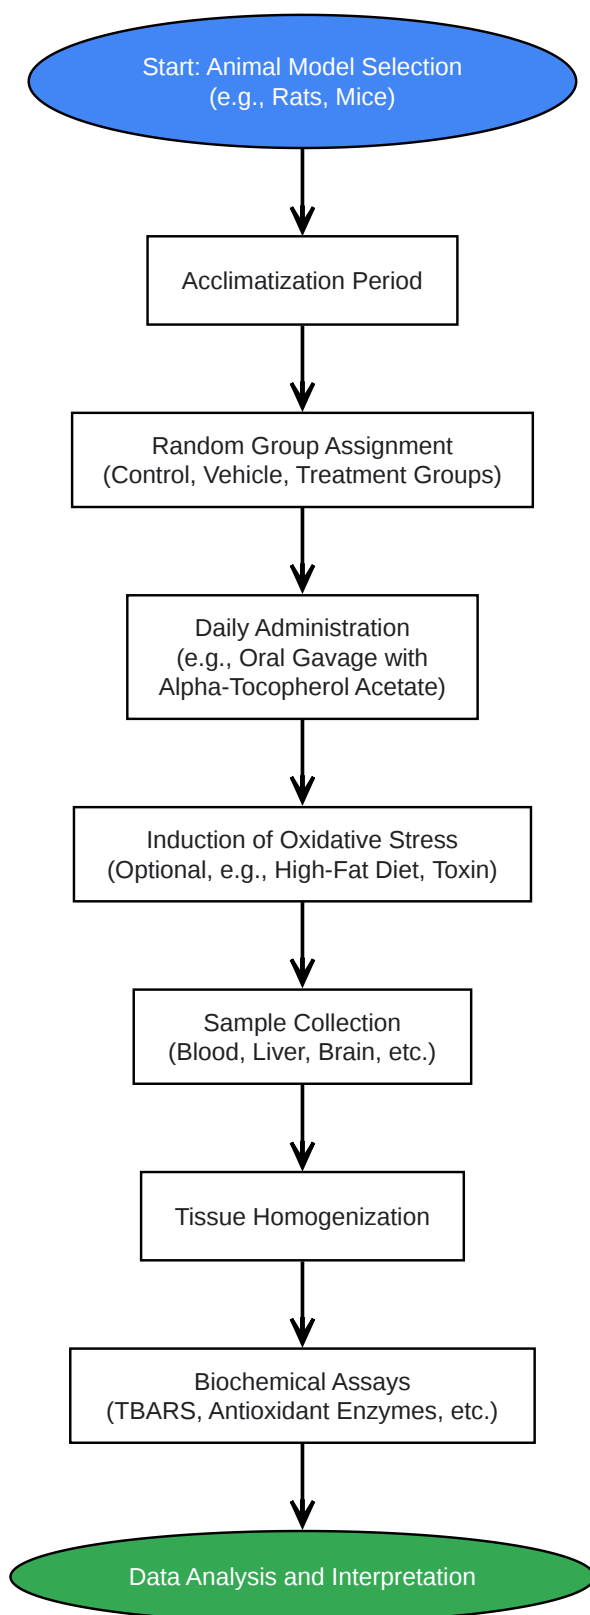 Start: Animal Model Selection
(e.g., Rats, Mice)
Acclimatization Period
Random Group Assignment
(Control, Vehicle, Treatment Groups)
Daily Administration
(e.g., Oral Gavage with
Alpha-Tocopherol Acetate)
Induction of Oxidative Stress
(Optional, e.g., High-Fat Diet, Toxin)
Sample Collection
(Blood, Liver, Brain, etc.)
Tissue Homogenization
Biochemical Assays
(TBARS, Antioxidant Enzymes, etc.)
Data Analysis and Interpretation